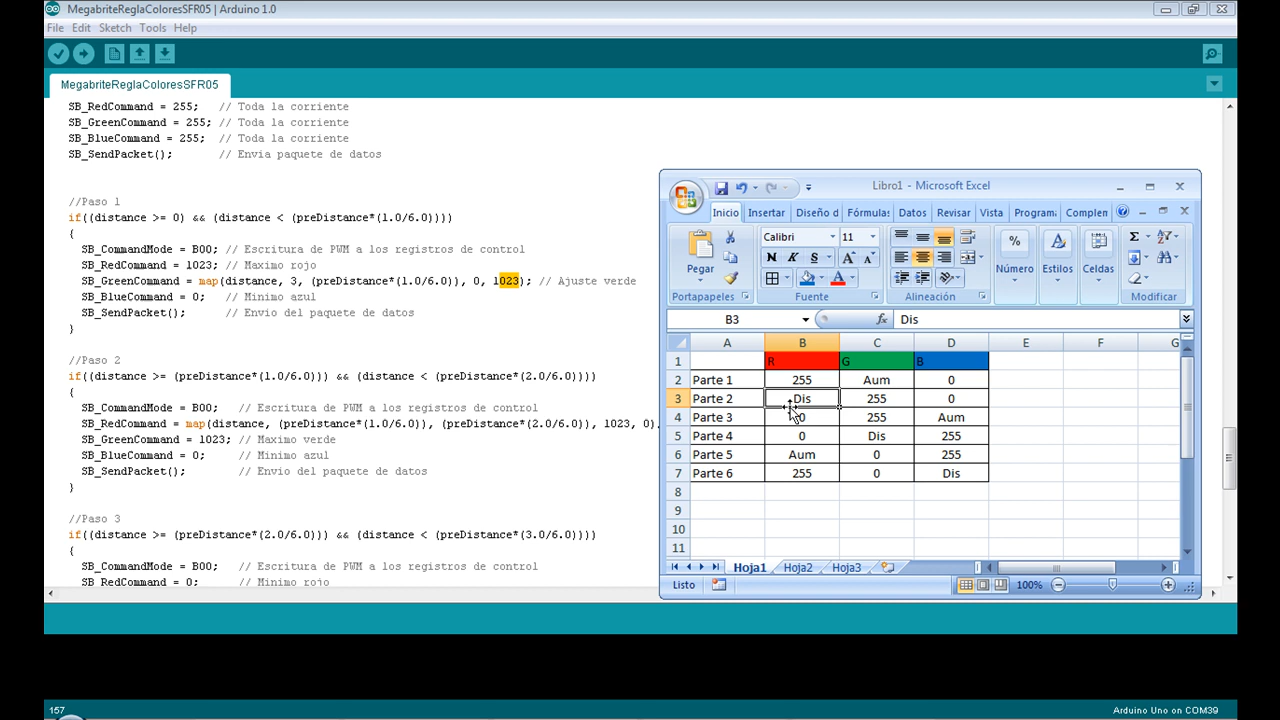 MegabriteReglaColoresSFR05 | Arduino 1.0
File Edit Sketch Tools Help
MegabriteReglaColoresSFR05
SB_RedCommand = 255; // Toda la corriente
SB_GreenCommand = 255; // Toda la corriente
SB_BlueCommand = 255; // Toda la corriente
SB_SendPacket(); // Envia paquete de datos
//Paso 1
if((distance >= 0) && (distance < (preDistance*(1.0/6.0))))
{
SB_CommandMode = B00; // Escritura de PWM a los registros de control
SB_RedCommand = 1023; // Maximo rojo
SB_GreenCommand = map(distance, 3, (preDistance*(1.0/6.0)), 0, 1023); // Ajuste verde
SB_BlueCommand = 0; // Minimo azul
SB_SendPacket(); // Envio del paquete de datos
}
//Paso 2
if((distance >= (preDistance*(1.0/6.0))) && (distance < (preDistance*(2.0/6.0))))
{
SB_CommandMode = B00; // Escritura de PWM a los registros de control
SB_RedCommand = map(distance, (preDistance*(1.0/6.0)), (preDistance*(2.0/6.0)), 1023, 0)
SB_GreenCommand = 1023; // Maximo verde
SB_BlueCommand = 0; // Minimo azul
SB_SendPacket(); // Envio del paquete de datos
}
//Paso 3
if((distance >= (preDistance*(2.0/6.0))) && (distance < (preDistance*(3.0/6.0))))
{
SB_CommandMode = B00; // Escritura de PWM a los registros de control
SB_RedCommand = 0; // Minimo rojo
Libro1 - Microsoft Excel
Inicio Insertar Diseño d Fórmulas Datos Revisar Vista Programa Complen
Pegar
Calibri 11
N K S
A
%
Número
A
Estilos
Celdas
Σ
Portapapeles Fuente Alineación Modificar
B3 fx Dis
A B C D E F G
1 R G B
2 Parte 1 255 Aum 0
3 Parte 2 Dis 255 0
4 Parte 3 0 255 Aum
5 Parte 4 0 Dis 255
6 Parte 5 Aum 0 255
7 Parte 6 255 0 Dis
8
9
10
11
Hoja1 Hoja2 Hoja3
Listo 100%
157 Arduino Uno on COM39